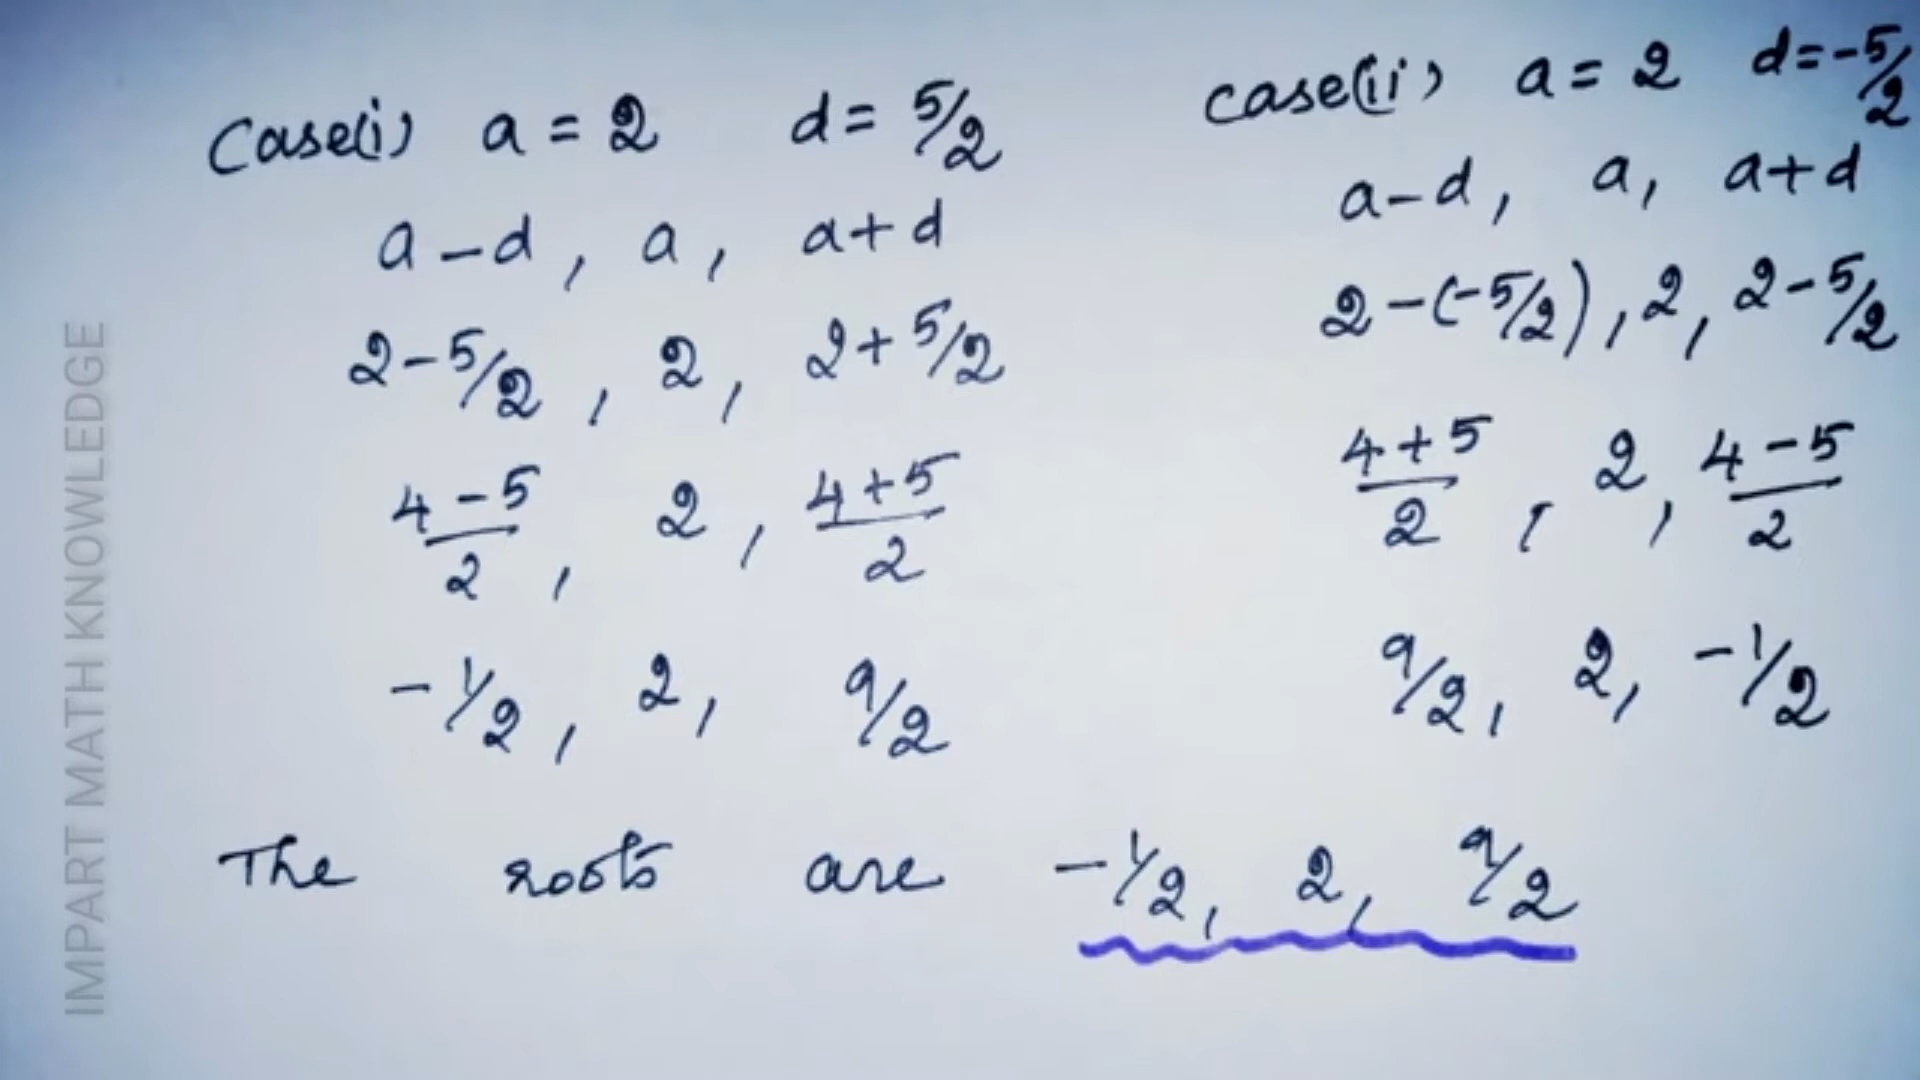 Case(i) a = 2 d = 5/2
a - d, a, a + d
2 - 5/2, 2, 2 + 5/2
4 - 5/2, 2, 4 + 5/2
-1/2, 2, 9/2
case(ii) a = 2 d = -5/2
a - d, a, a + d
2 - (-5/2), 2, 2 - 5/2
4 + 5/2, 2, 4 - 5/2
9/2, 2, -1/2
The roots are -1/2, 2, 9/2
IMPART MATH KNOWLEDGE